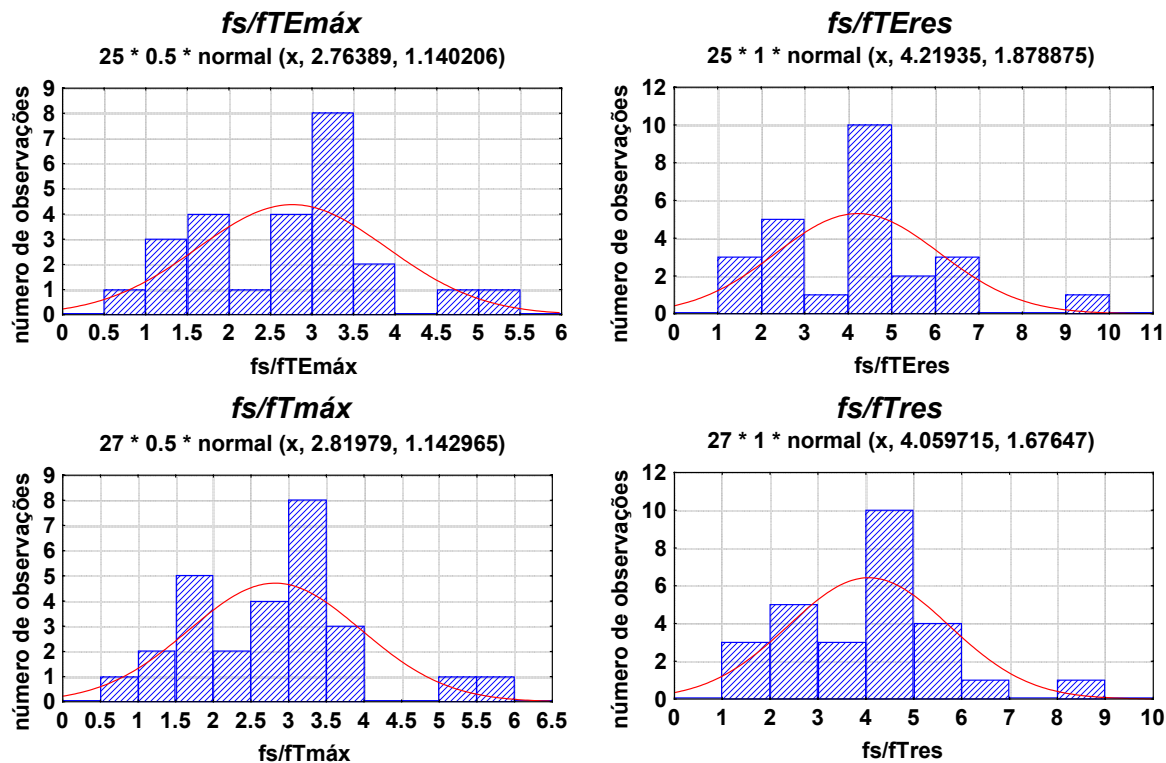 fs/fTEmáx
25 * 0.5 * normal (x, 2.76389, 1.140206)
número de observações
9
8
7
6
5
4
3
2
1
0
0 0.5 1 1.5 2 2.5 3 3.5 4 4.5 5 5.5 6
fs/fTEmáx
fs/fTEres
25 * 1 * normal (x, 4.21935, 1.878875)
número de observações
12
10
8
6
4
2
0
0 1 2 3 4 5 6 7 8 9 10 11
fs/fTEres
fs/fTmáx
27 * 0.5 * normal (x, 2.81979, 1.142965)
número de observações
9
8
7
6
5
4
3
2
1
0
0 0.5 1 1.5 2 2.5 3 3.5 4 4.5 5 5.5 6 6.5
fs/fTmáx
fs/fTres
27 * 1 * normal (x, 4.059715, 1.67647)
número de observações
12
10
8
6
4
2
0
0 1 2 3 4 5 6 7 8 9 10
fs/fTres